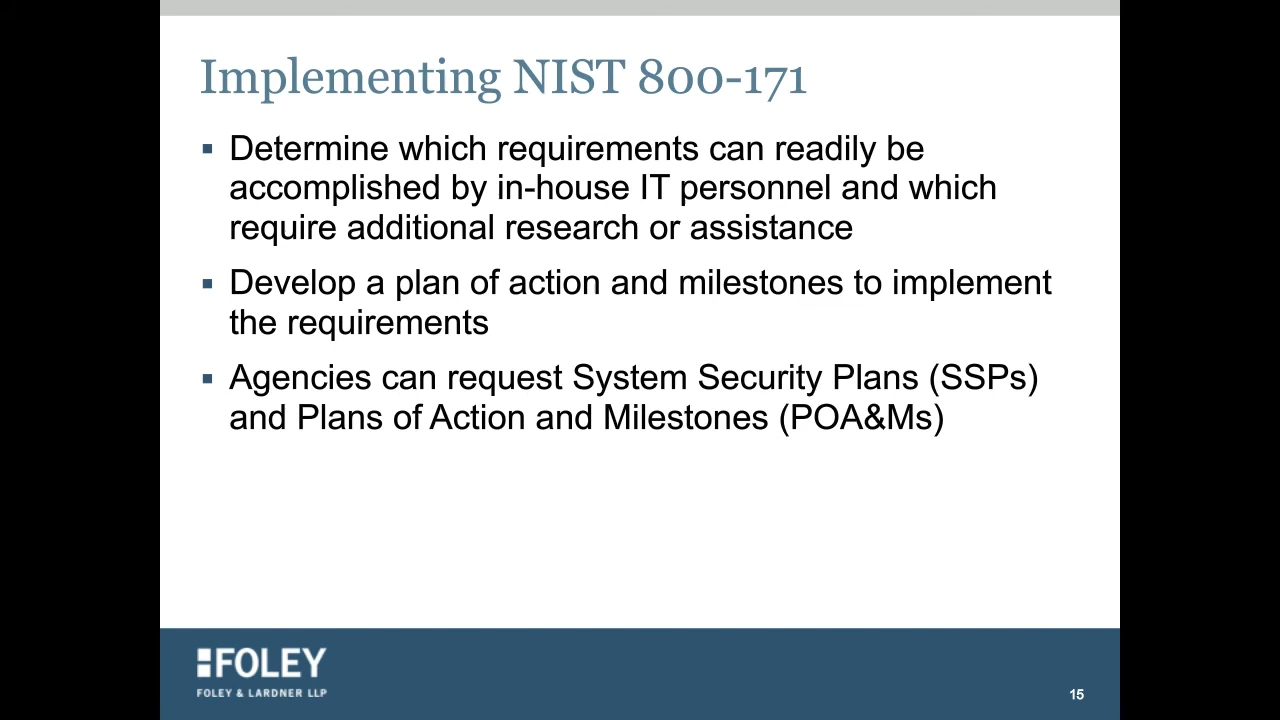 Implementing NIST 800-171
▪ Determine which requirements can readily be
accomplished by in-house IT personnel and which
require additional research or assistance
▪ Develop a plan of action and milestones to implement
the requirements
▪ Agencies can request System Security Plans (SSPs)
and Plans of Action and Milestones (POA&Ms)
FOLEY
FOLEY & LARDNER LLP
15